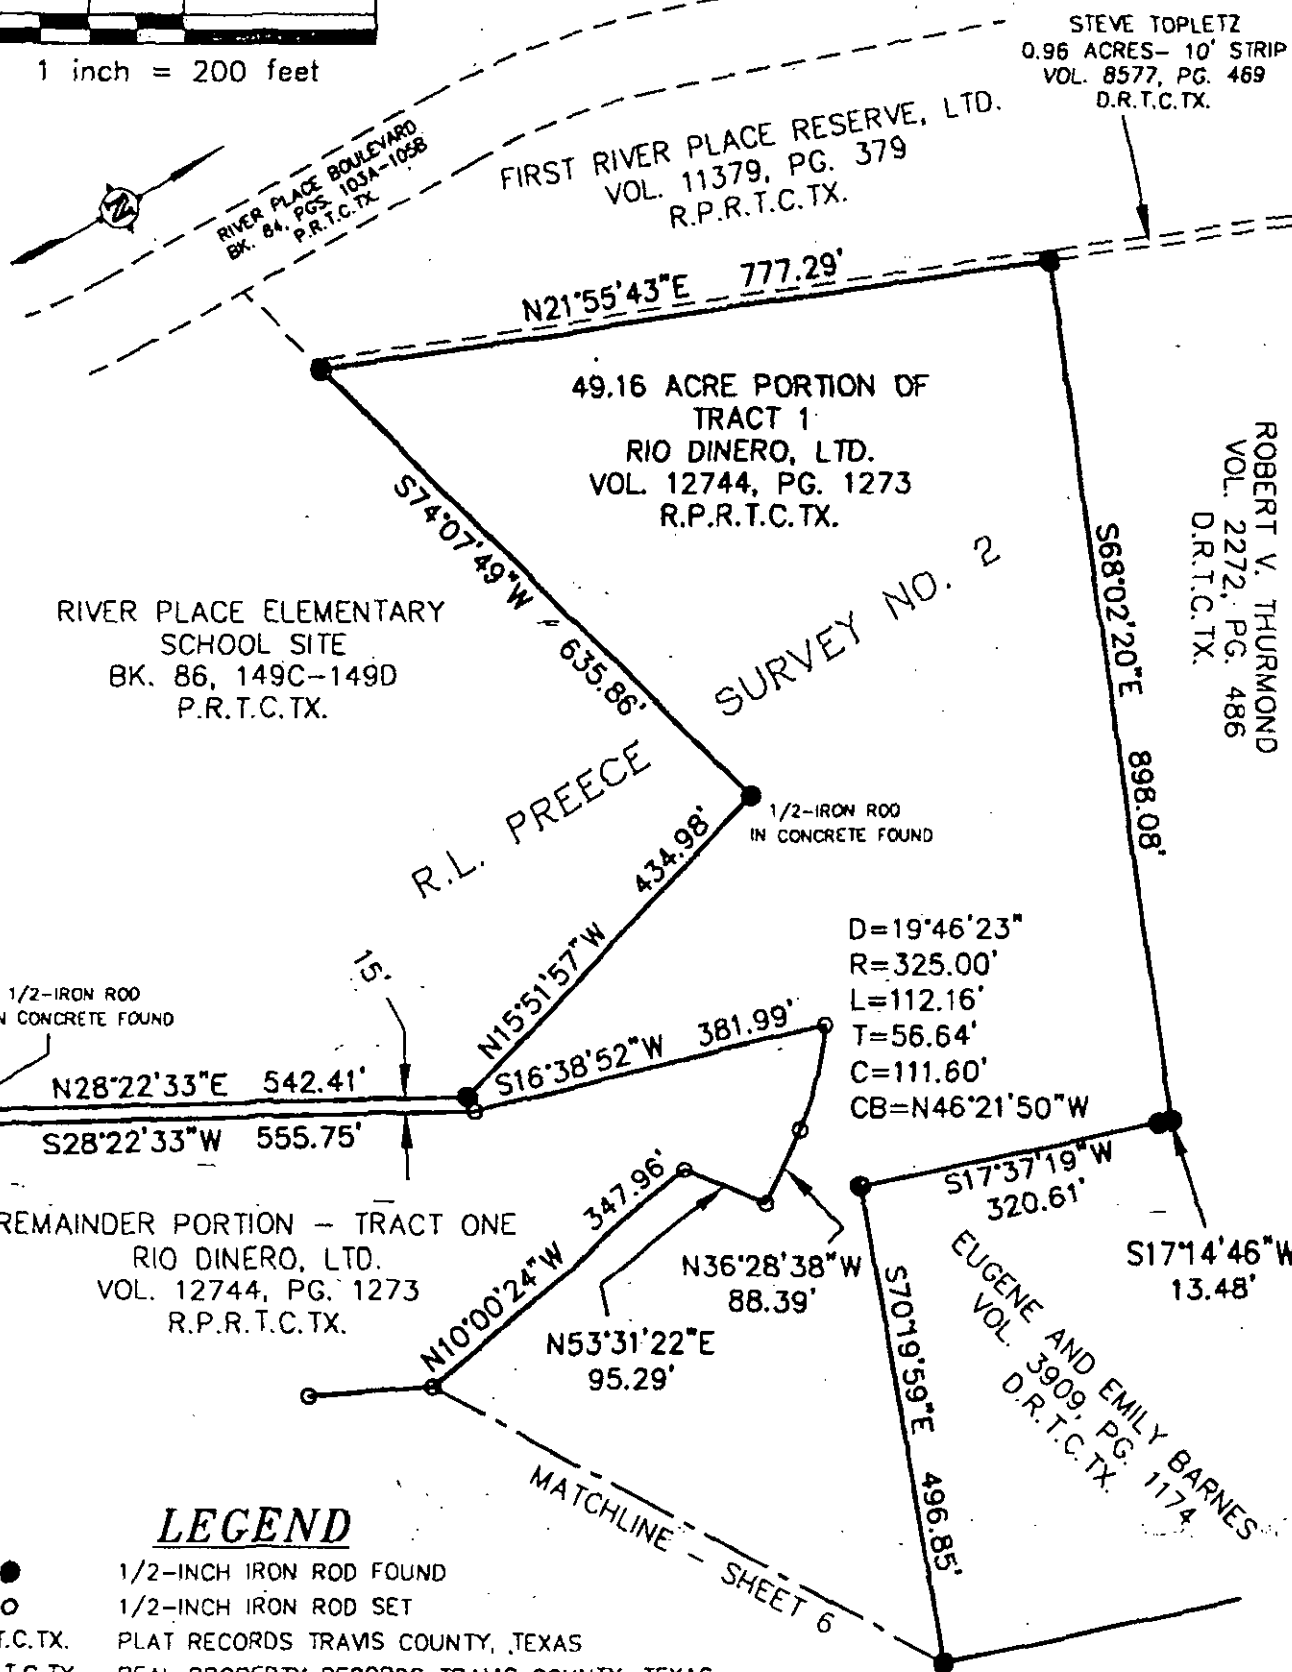 1 inch = 200 feet
STEVE TOPLETZ
0.96 ACRES- 10' STRIP
VOL. 8577, PG. 469
D.R.T.C.TX.
RIVER PLACE BOULEVARD
BK. 84, PGS. 103A-105B
P.R.T.C.TX.
FIRST RIVER PLACE RESERVE, LTD.
VOL. 11379, PG. 379
R.P.R.T.C.TX.
N
N21°55'43"E 777.29'
49.16 ACRE PORTION OF
TRACT 1
RIO DINERO, LTD.
VOL. 12744, PG. 1273
R.P.R.T.C.TX.
ROBERT V. THURMOND
VOL. 2272, PG. 486
D.R.T.C.TX.
S74°07'49"W 635.86'
S68°02'20"E 898.08'
RIVER PLACE ELEMENTARY
SCHOOL SITE
BK. 86, 149C-149D
P.R.T.C.TX.
R.L. PREECE SURVEY NO. 2
1/2-IRON ROD
IN CONCRETE FOUND
N15°51'57"W 434.98'
15'
1/2-IRON ROD
N CONCRETE FOUND
D=19°46'23"
R=325.00'
L=112.16'
T=56.64'
C=111.60'
CB=N46°21'50"W
N28°22'33"E 542.41'
S16°38'52"W 381.99'
S28°22'33"W 555.75'
S17°37'19"W
320.61'
S17°14'46"W
13.48'
REMAINDER PORTION - TRACT ONE
RIO DINERO, LTD.
VOL. 12744, PG. 1273
R.P.R.T.C.TX.
N10°00'24"W 347.96'
N36°28'38"W
88.39'
N53°31'22"E
95.29'
S70°19'59"E 496.85'
EUGENE AND EMILY BARNES
VOL. 3909, PG. 1174
D.R.T.C.TX.
MATCHLINE - SHEET 6
LEGEND
1/2-INCH IRON ROD FOUND
1/2-INCH IRON ROD SET
T.C.TX. PLAT RECORDS TRAVIS COUNTY, TEXAS
T.C.TX. REAL PROPERTY RECORDS TRAVIS COUNTY, TEXAS